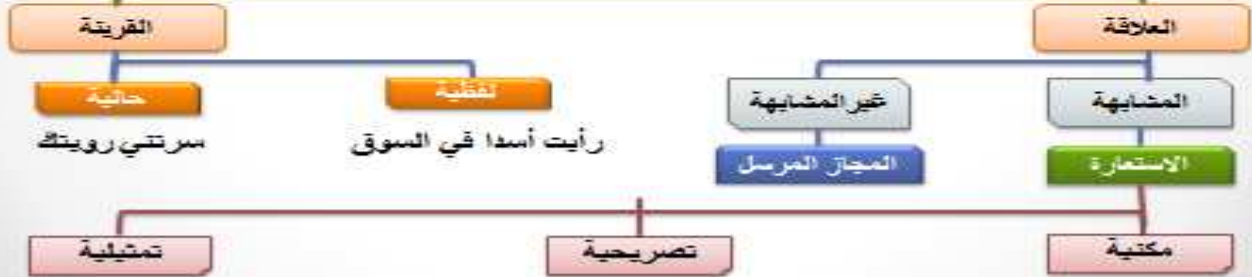 العلاقة القرينة
المشابهة غير المشابهة لفظية حالية
الاستعارة المجاز المرسل رأيت أسدا في السوق سرتني رويتك
مكنية تصريحية تمثيلية